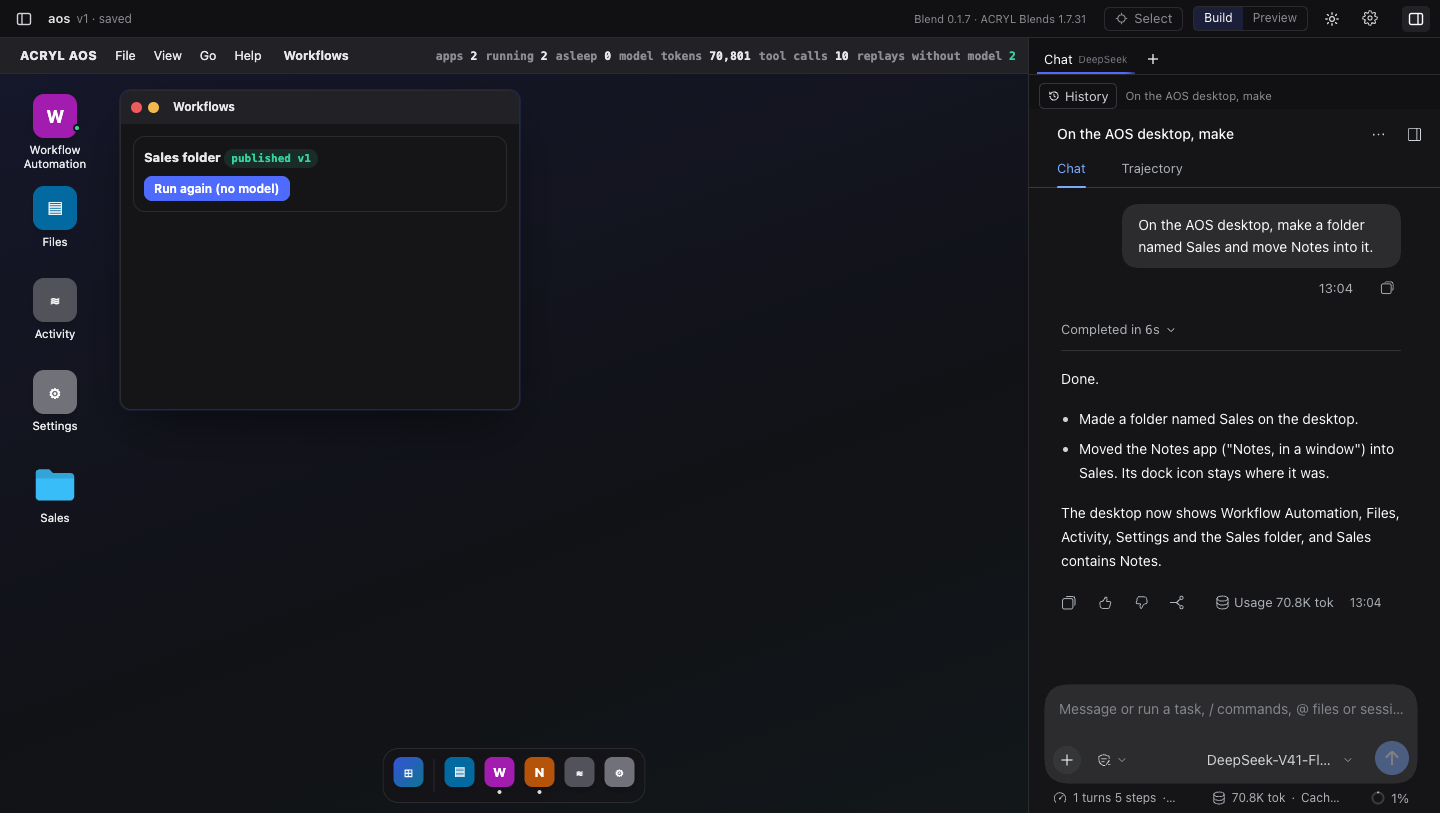 aos v1 · saved
Blend 0.1.7 · ACRYL Blends 1.7.31
Select
Build
Preview
ACRYL AOS File View Go Help Workflows
apps 2 running 2 asleep 0 model tokens 70,801 tool calls 10 replays without model 2
W
Workflow
Automation
Files
Activity
Settings
Sales
Workflows
Sales folder published v1
Run again (no model)
W N
Chat DeepSeek
History
On the AOS desktop, make
On the AOS desktop, make
Chat
Trajectory
On the AOS desktop, make a folder
named Sales and move Notes into it.
13:04
Completed in 6s
Done.
• Made a folder named Sales on the desktop.
• Moved the Notes app ("Notes, in a window") into
Sales. Its dock icon stays where it was.
The desktop now shows Workflow Automation, Files,
Activity, Settings and the Sales folder, and Sales
contains Notes.
Usage 70.8K tok 13:04
Message or run a task, / commands, @ files or sessi...
DeepSeek-V41-Fl...
1 turns 5 steps ·...
70.8K tok · Cach...
1%